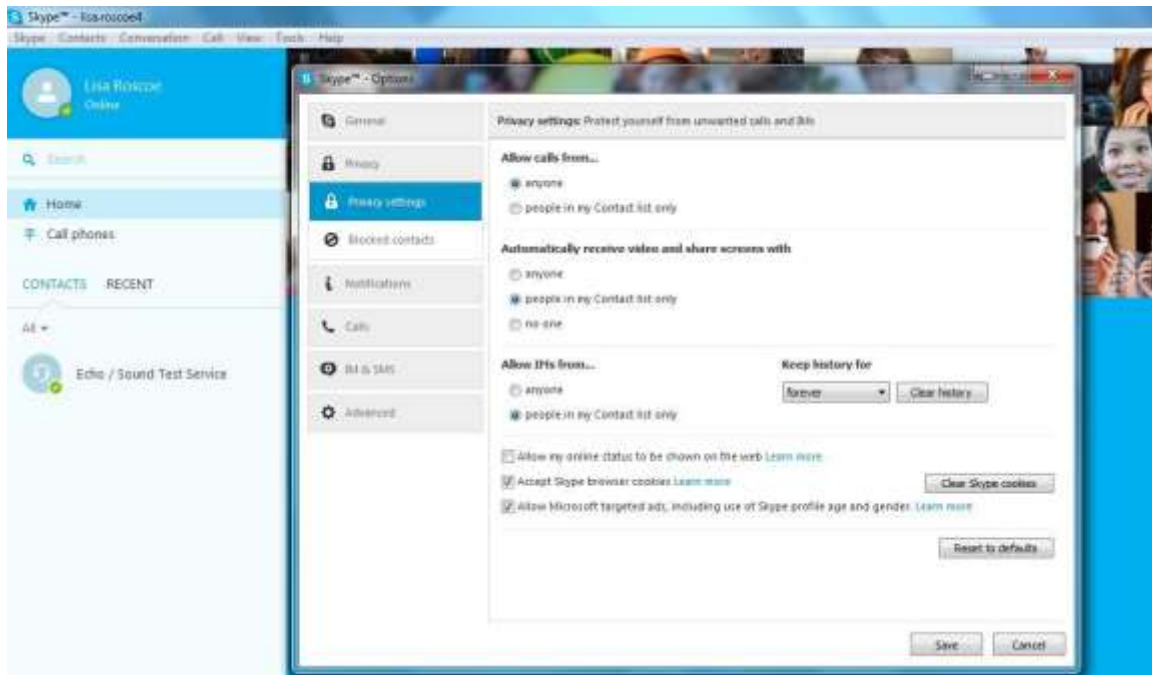 Skype™ - lisa-roscoe4
Skype Contacts Conversation Call View Tools Help
Lisa Roscoe
Online
Search
Home
Call phones
CONTACTS RECENT
All
Echo / Sound Test Service
Skype™ - Options
General
Privacy
Privacy settings
Blocked contacts
Notifications
Calls
IM & SMS
Advanced
Privacy settings: Protect yourself from unwanted calls and IMs
Allow calls from...
anyone
people in my Contact list only
Automatically receive video and share screens with
anyone
people in my Contact list only
no-one
Allow IMs from...
anyone
people in my Contact list only
Keep history for
forever Clear history
Allow my online status to be shown on the web Learn more
Accept Skype browser cookies Learn more
Clear Skype cookies
Allow Microsoft targeted ads, including use of Skype profile age and gender. Learn more
Reset to defaults
Save Cancel